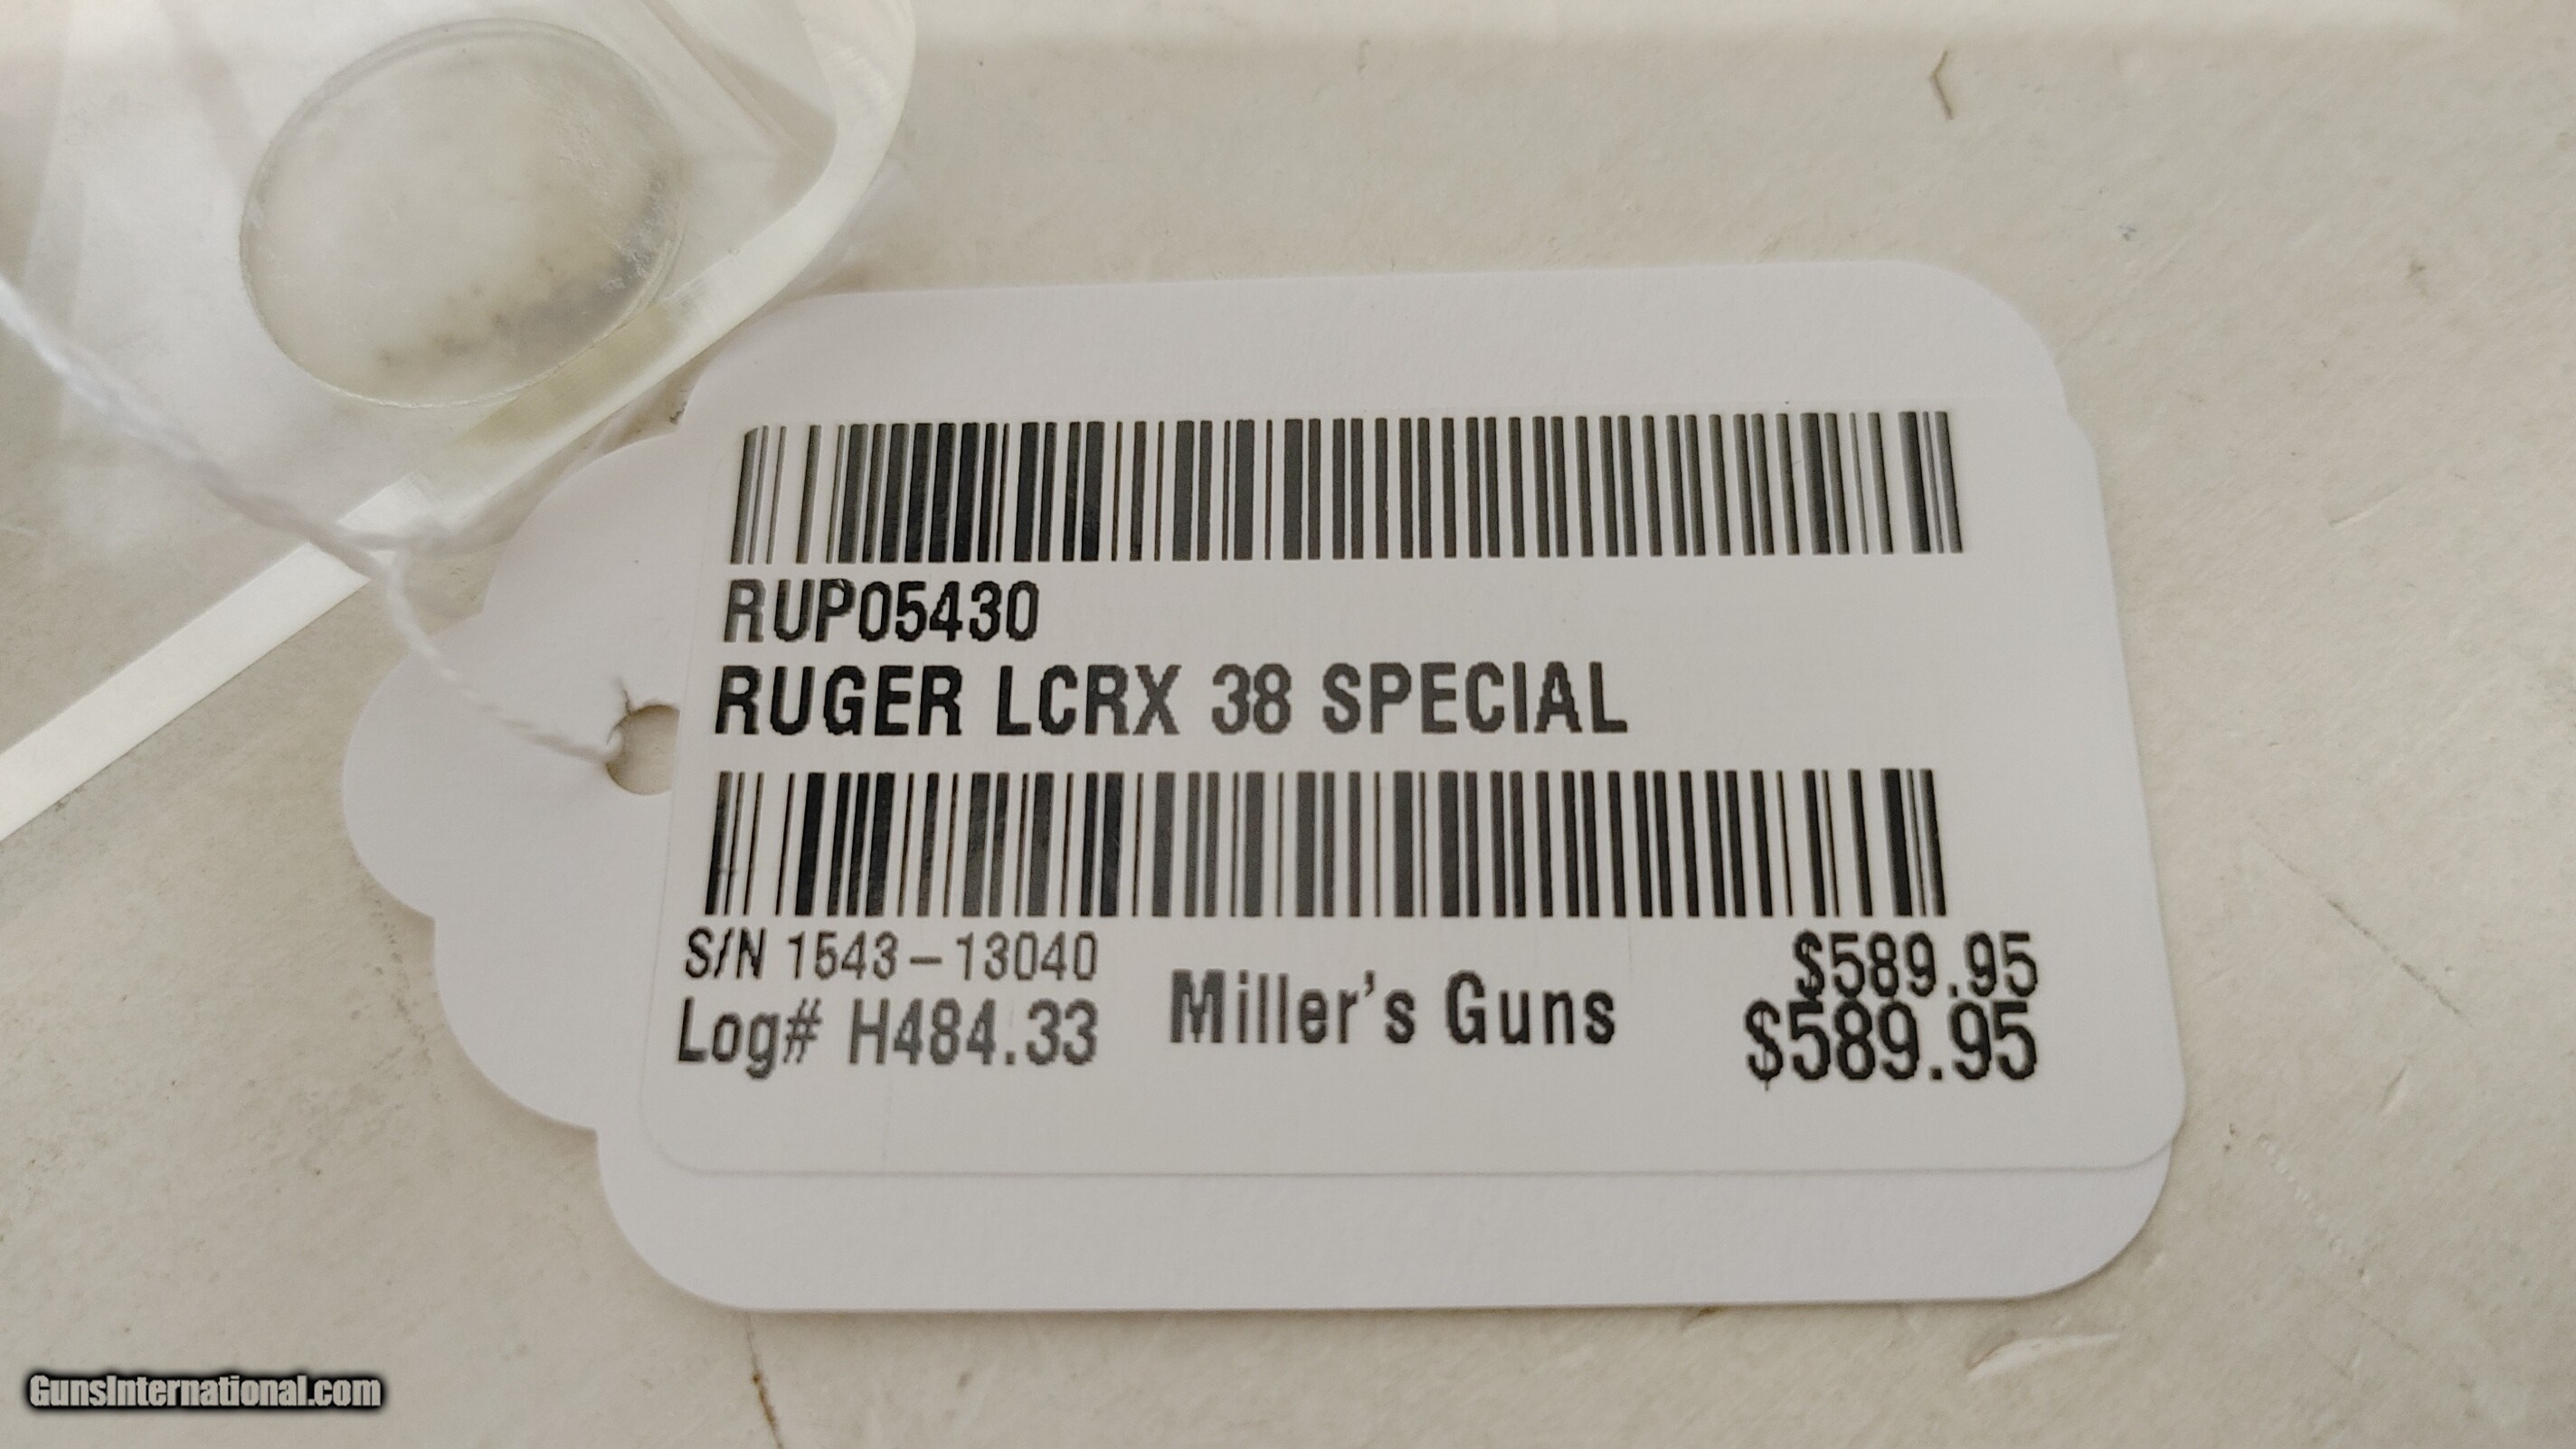 RUP05430
RUGER LCRX 38 SPECIAL
S/N 1543-13040
Log# H484.33
Miller's Guns
$589.95
$589.95
GunsInternational.com